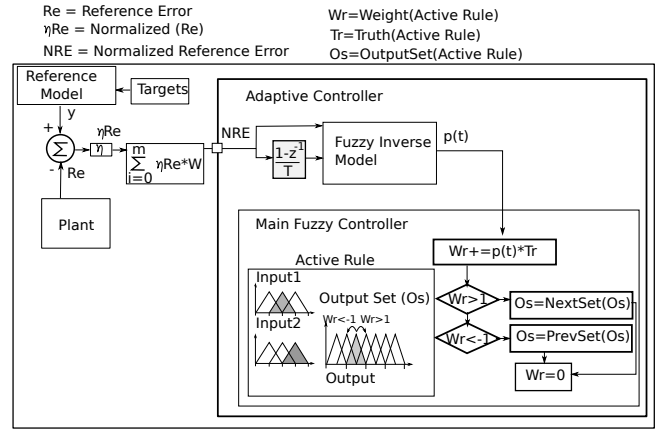 Re = Reference Error
ηRe = Normalized (Re)
NRE = Normalized Reference Error
Wr=Weight(Active Rule)
Tr=Truth(Active Rule)
Os=OutputSet(Active Rule)
Reference
Model
Targets
y
+
Σ
-
Re
ηRe
η
m
Σ ηRe*W
i=0
Plant
Adaptive Controller
NRE
1-z⁻¹
T
Fuzzy Inverse
Model
p(t)
Main Fuzzy Controller
Wr+=p(t)*Tr
Active Rule
Input1
Input2
Output Set (Os)
Wr<-1 Wr>1
Output
Wr>1
Os=NextSet(Os)
Wr<-1
Os=PrevSet(Os)
Wr=0